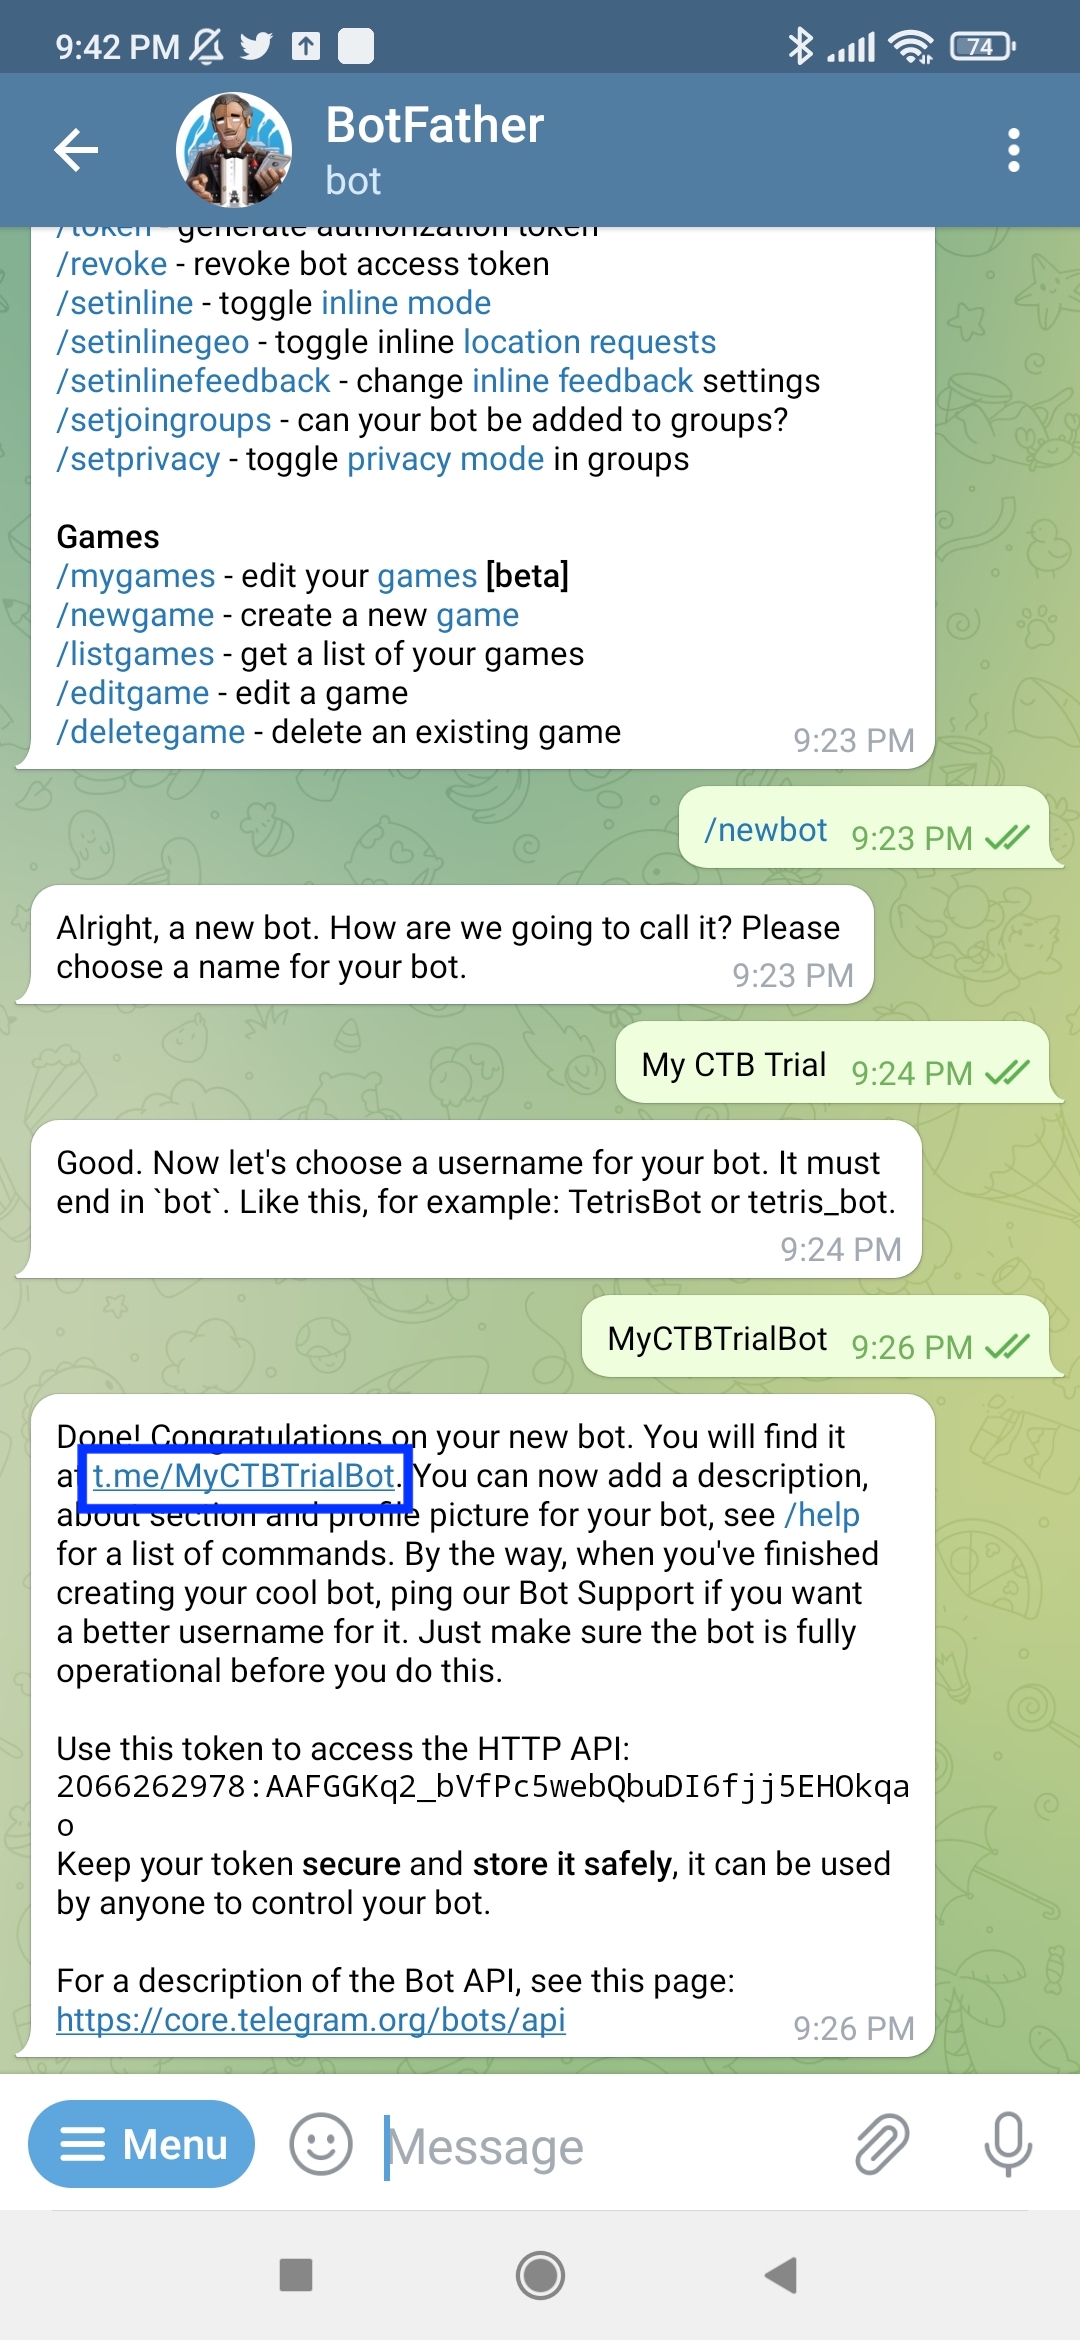 9:42 PM
74
BotFather
bot
/token - generate authorization token
/revoke - revoke bot access token
/setinline - toggle inline mode
/setinlinegeo - toggle inline location requests
/setinlinefeedback - change inline feedback settings
/setjoingroups - can your bot be added to groups?
/setprivacy - toggle privacy mode in groups
Games
/mygames - edit your games [beta]
/newgame - create a new game
/listgames - get a list of your games
/editgame - edit a game
/deletegame - delete an existing game
9:23 PM
/newbot 9:23 PM
Alright, a new bot. How are we going to call it? Please
choose a name for your bot.
9:23 PM
My CTB Trial 9:24 PM
Good. Now let's choose a username for your bot. It must
end in `bot`. Like this, for example: TetrisBot or tetris_bot.
9:24 PM
MyCTBTrialBot 9:26 PM
Done! Congratulations on your new bot. You will find it
at t.me/MyCTBTrialBot. You can now add a description,
about section and profile picture for your bot, see /help
for a list of commands. By the way, when you've finished
creating your cool bot, ping our Bot Support if you want
a better username for it. Just make sure the bot is fully
operational before you do this.
Use this token to access the HTTP API:
2066262978:AAFGGKq2_bVfPc5webQbuDI6fjj5EHOkqa
o
Keep your token secure and store it safely, it can be used
by anyone to control your bot.
For a description of the Bot API, see this page:
https://core.telegram.org/bots/api
9:26 PM
Menu
Message